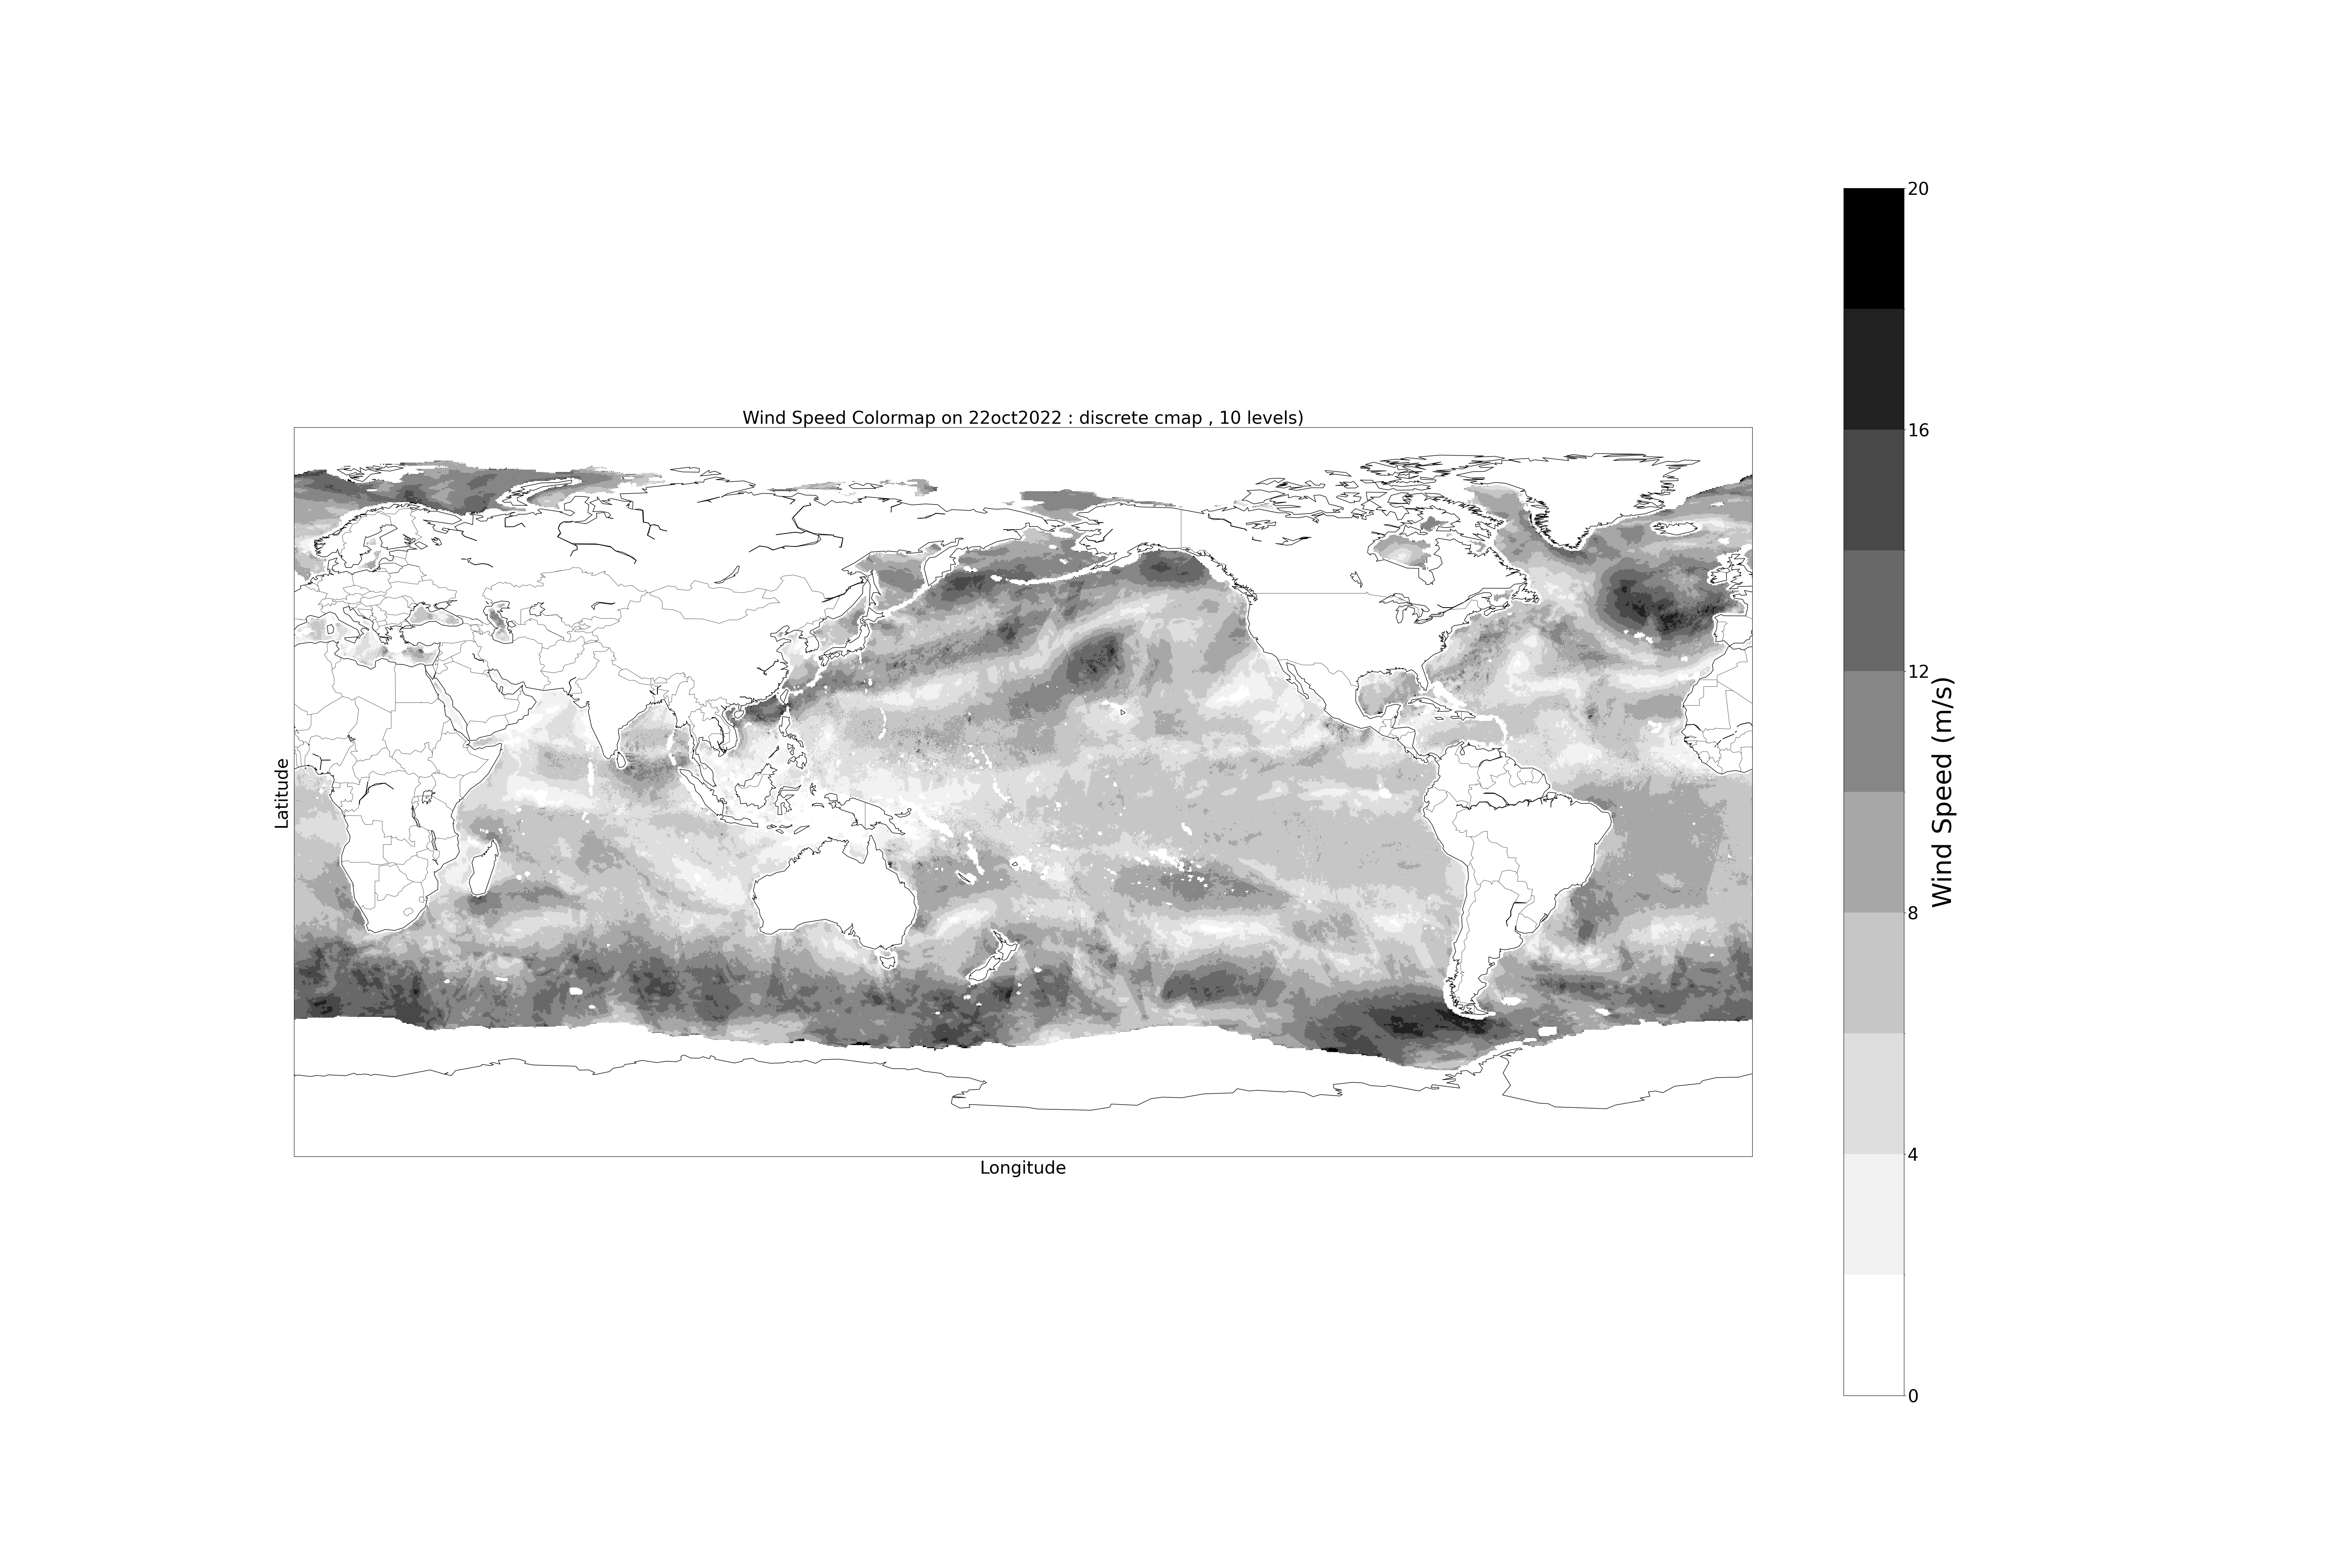 Wind Speed Colormap on 22oct2022 : discrete cmap , 10 levels)
Latitude
Longitude
20
16
12
8
4
0
Wind Speed (m/s)